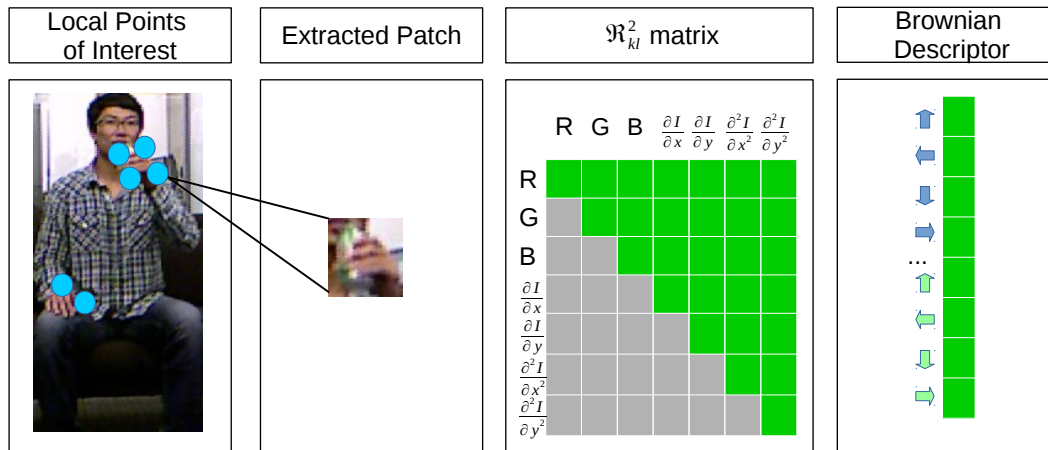 Local Points
of Interest
Extracted Patch
ℜ²ₖₗ matrix
Brownian
Descriptor
R G B ∂I/∂x ∂I/∂y ∂²I/∂x² ∂²I/∂y²
R
G
B
∂I/∂x
∂I/∂y
∂²I/∂x²
∂²I/∂y²
...